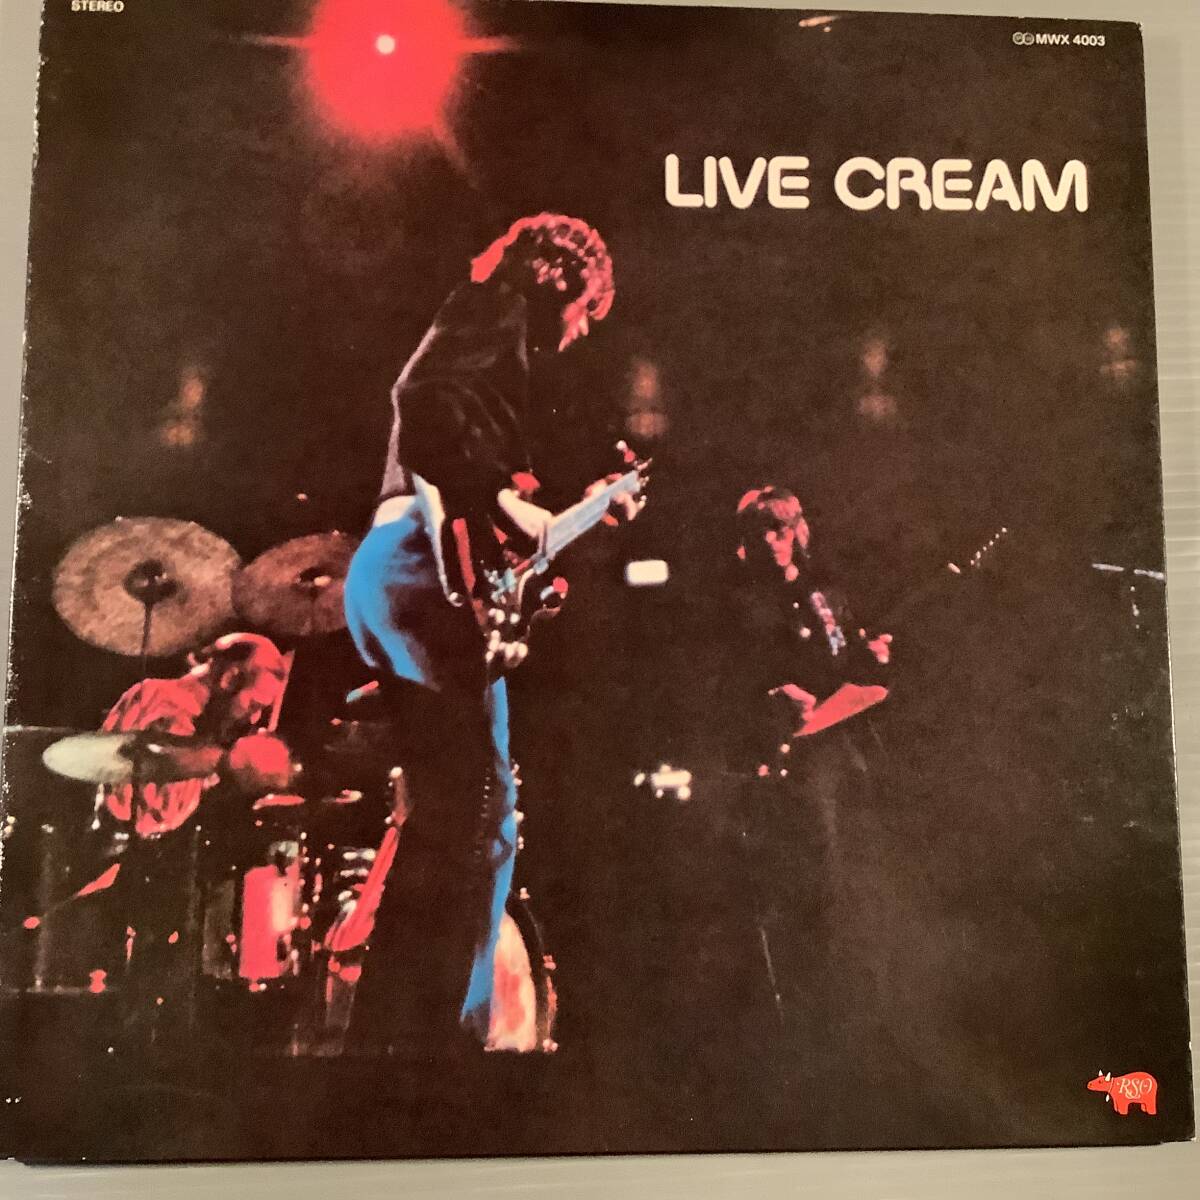 STEREO
MWX 4003
LIVE CREAM
RSO